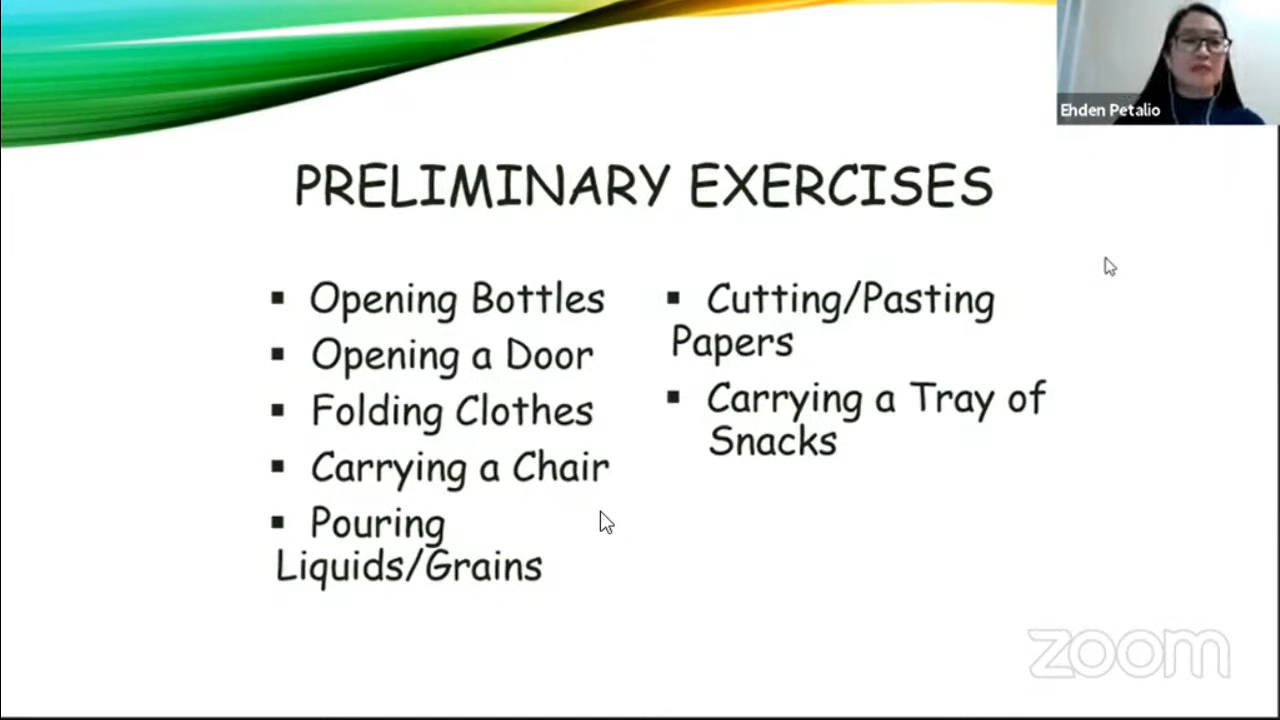 Ehden Petalio
PRELIMINARY EXERCISES
▪ Opening Bottles
▪ Opening a Door
▪ Folding Clothes
▪ Carrying a Chair
▪ Pouring
Liquids/Grains
▪ Cutting/Pasting
Papers
▪ Carrying a Tray of
Snacks
zoom